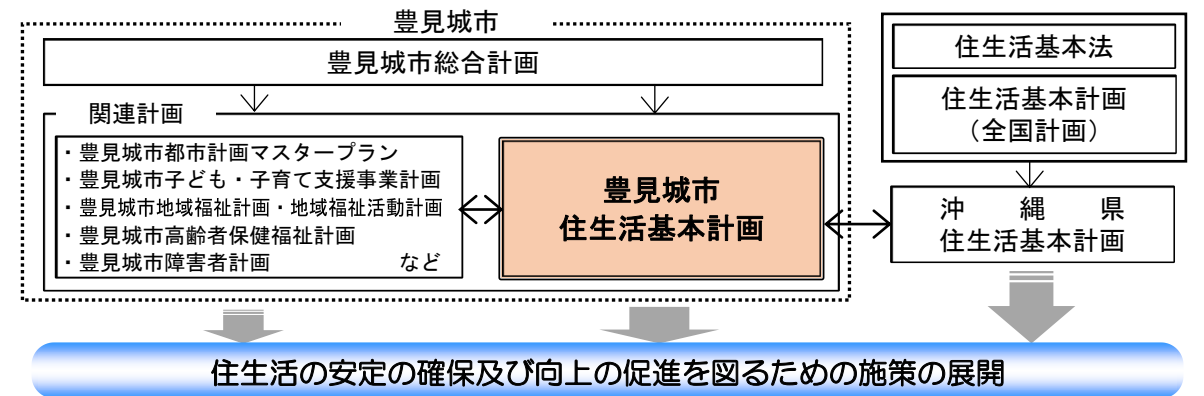 豊見城市
豊見城市総合計画
関連計画
・豊見城市都市計画マスタープラン
・豊見城市子ども・子育て支援事業計画
・豊見城市地域福祉計画・地域福祉活動計画
・豊見城市高齢者保健福祉計画
・豊見城市障害者計画 など
豊見城市
住生活基本計画
住生活基本法
住生活基本計画
（全国計画）
沖 縄 県
住生活基本計画
住生活の安定の確保及び向上の促進を図るための施策の展開